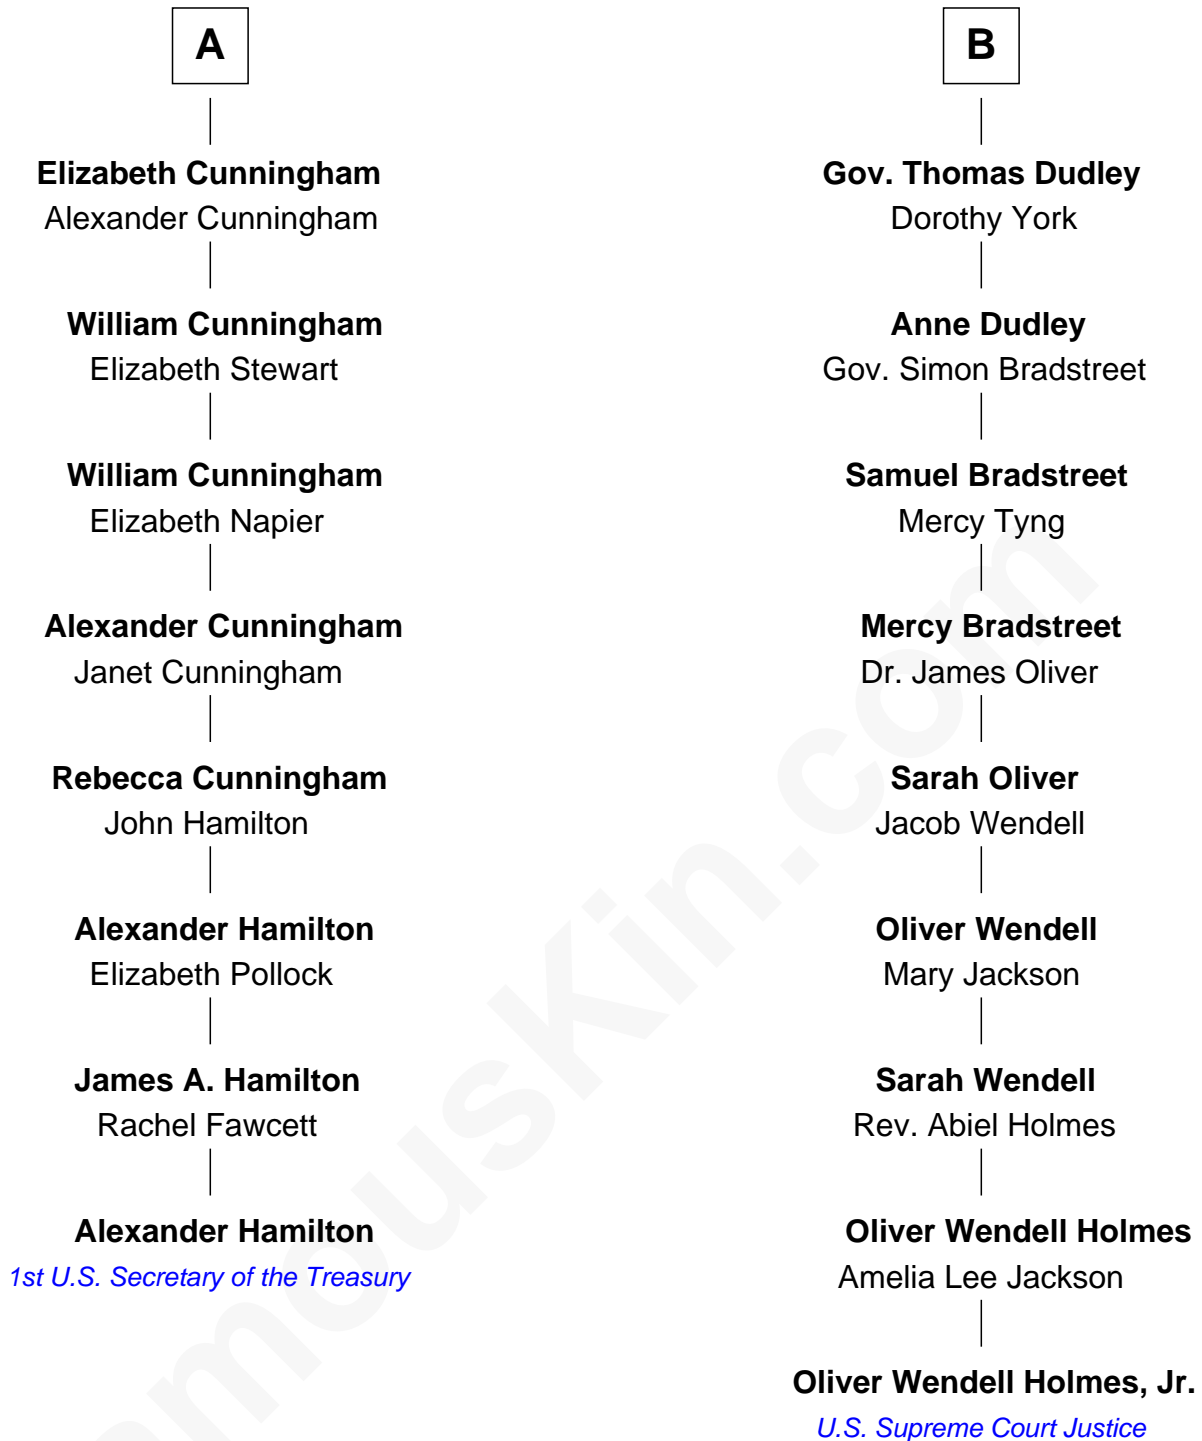 A
Elizabeth Cunningham
Alexander Cunningham
William Cunningham
Elizabeth Stewart
William Cunningham
Elizabeth Napier
Alexander Cunningham
Janet Cunningham
Rebecca Cunningham
John Hamilton
Alexander Hamilton
Elizabeth Pollock
James A. Hamilton
Rachel Fawcett
Alexander Hamilton
1st U.S. Secretary of the Treasury
B
Gov. Thomas Dudley
Dorothy York
Anne Dudley
Gov. Simon Bradstreet
Samuel Bradstreet
Mercy Tyng
Mercy Bradstreet
Dr. James Oliver
Sarah Oliver
Jacob Wendell
Oliver Wendell
Mary Jackson
Sarah Wendell
Rev. Abiel Holmes
Oliver Wendell Holmes
Amelia Lee Jackson
Oliver Wendell Holmes, Jr.
U.S. Supreme Court Justice
amouskin.com